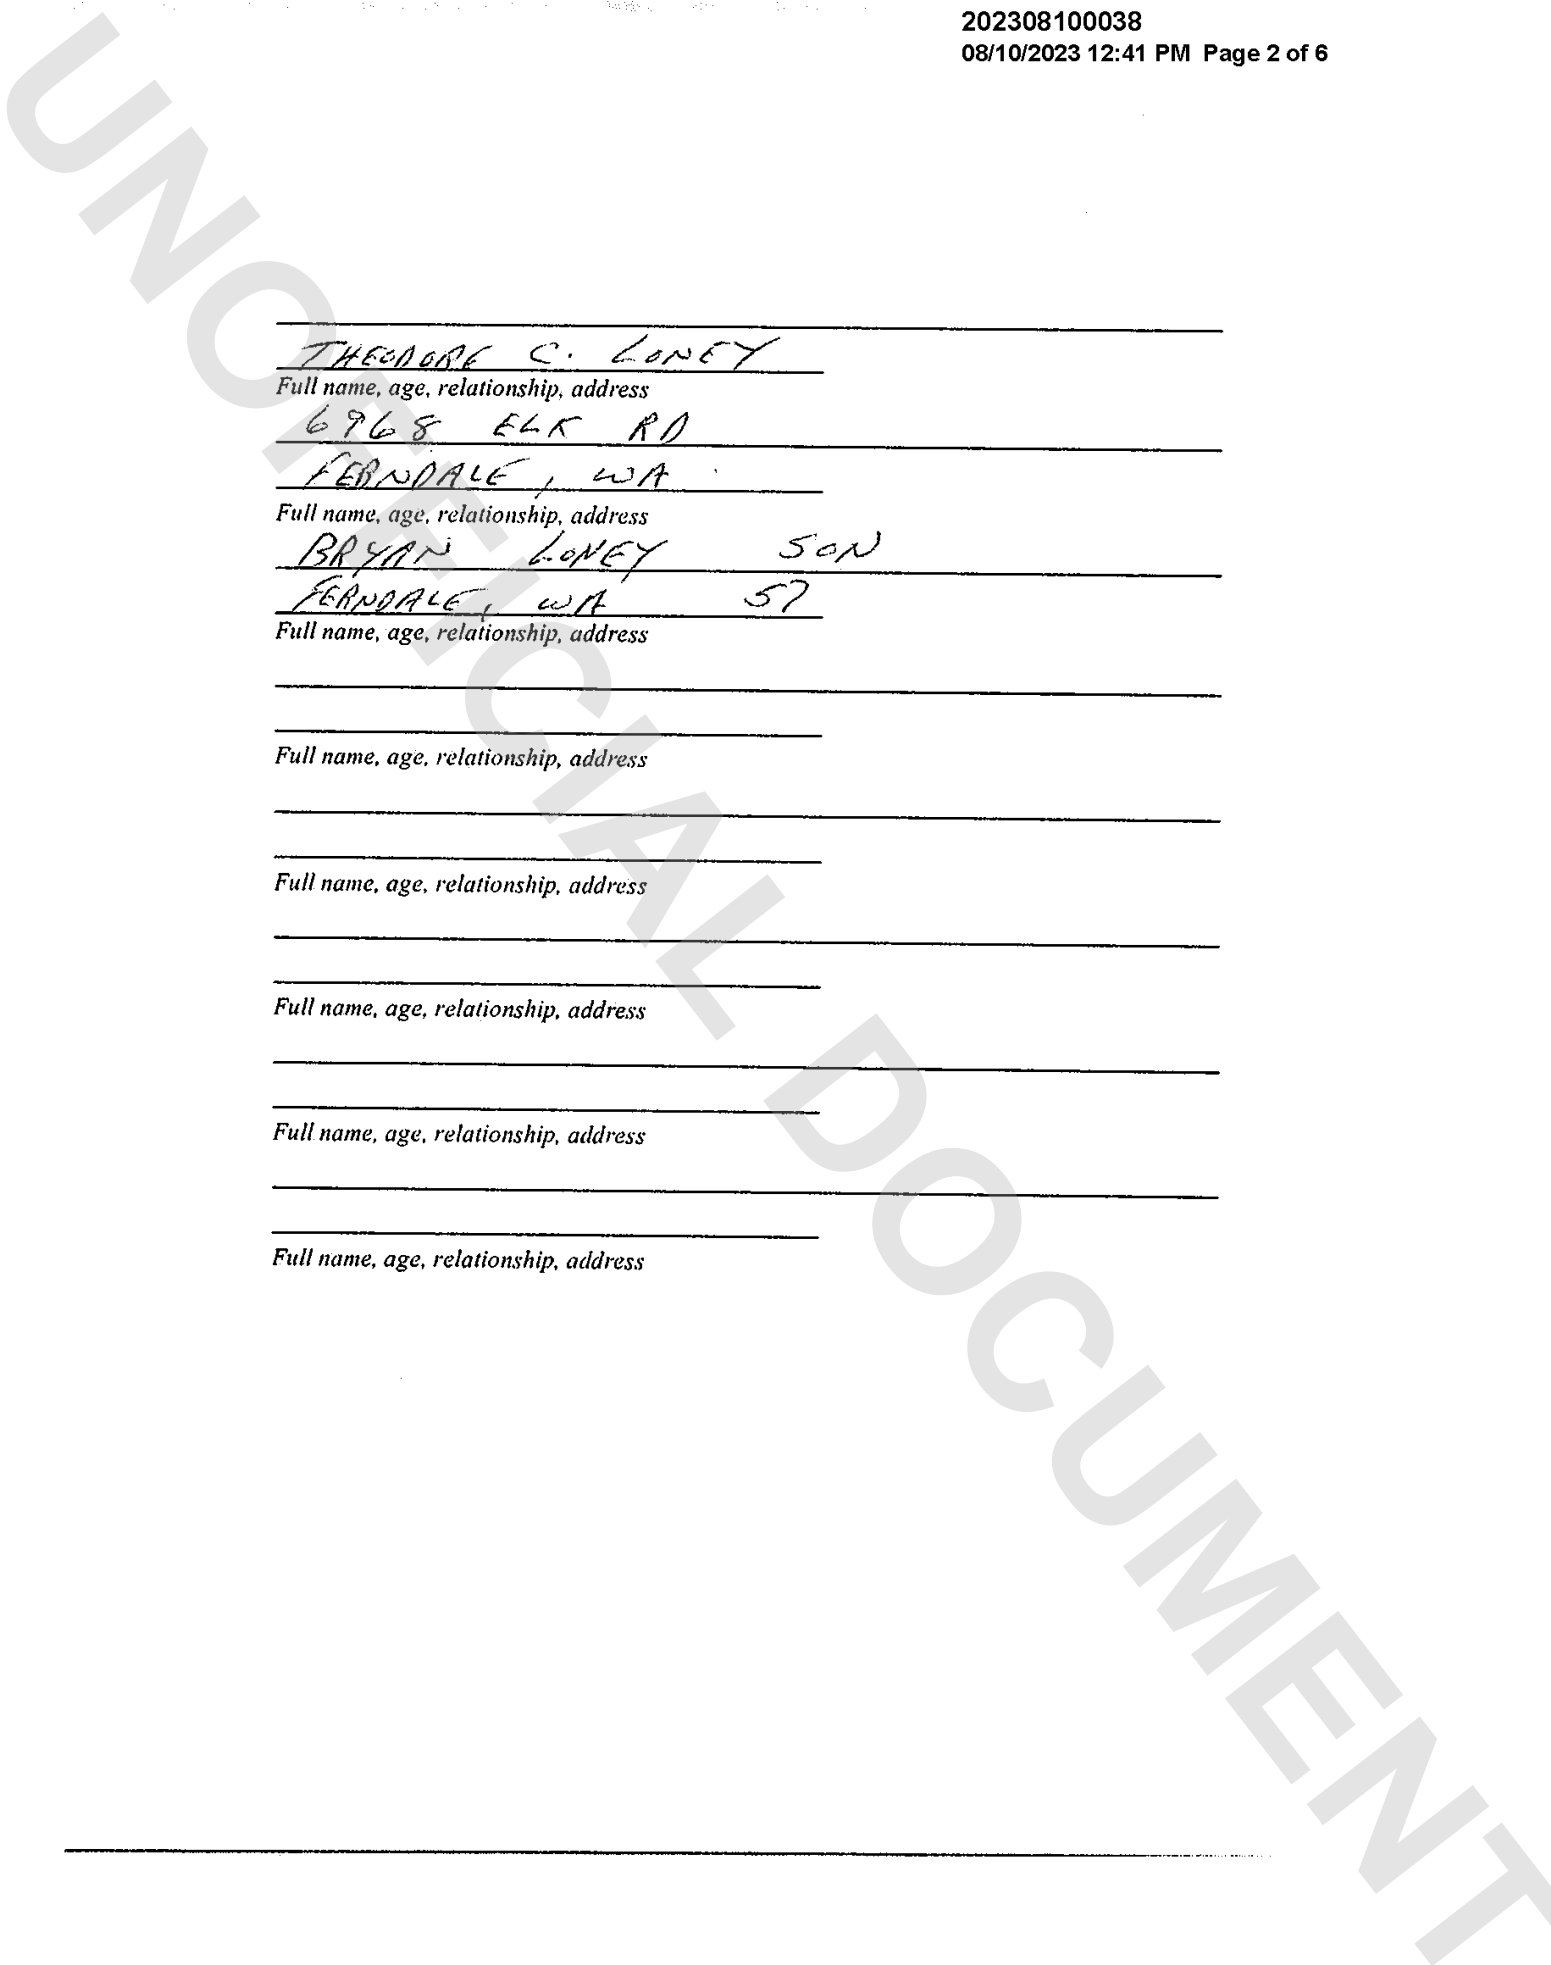 202308100038
08/10/2023 12:41 PM Page 2 of 6
THEODORE C. LONEY
Full name, age, relationship, address
6968 ELK RD
FERNDALE, WA
Full name, age, relationship, address
BRYAN LONEY SON
FERNDALE, WA 57
Full name, age, relationship, address
Full name, age, relationship, address
Full name, age, relationship, address
Full name, age, relationship, address
Full name, age, relationship, address
Full name, age, relationship, address
UNOFFICIAL DOCUMENT